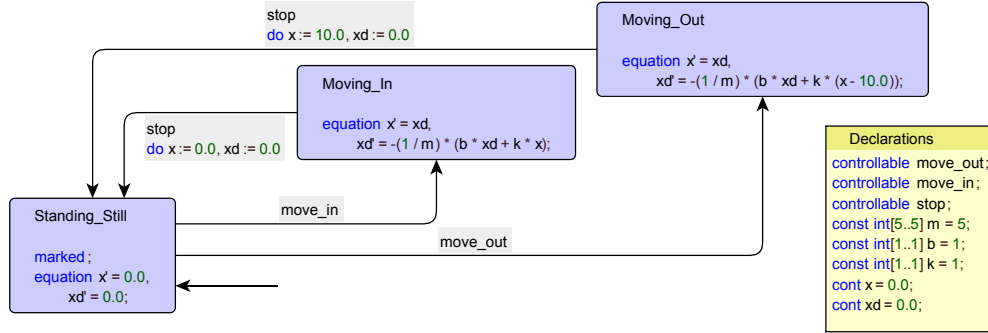 stop
do x := 10.0, xd := 0.0
Moving_Out
equation x' = xd,
xd' = -(1 / m) * (b * xd + k * (x - 10.0));
Moving_In
equation x' = xd,
xd' = -(1 / m) * (b * xd + k * x);
stop
do x := 0.0, xd := 0.0
Standing_Still
marked;
equation x' = 0.0,
xd' = 0.0;
move_in
move_out
Declarations
controllable move_out;
controllable move_in;
controllable stop;
const int[5..5] m = 5;
const int[1..1] b = 1;
const int[1..1] k = 1;
cont x = 0.0;
cont xd = 0.0;